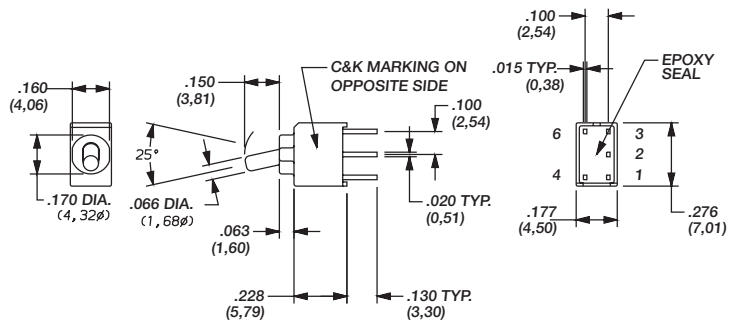 .160
(4,06)
.170 DIA.
(4,32ø)
25°
.066 DIA.
(1,68ø)
.150
(3,81)
C&K MARKING ON
OPPOSITE SIDE
.100
(2,54)
.020 TYP.
(0,51)
.063
(1,60)
.228
(5,79)
.130 TYP.
(3,30)
.100
(2,54)
.015 TYP.
(0,38)
EPOXY
SEAL
6 3
2
4 1
.177
(4,50)
.276
(7,01)